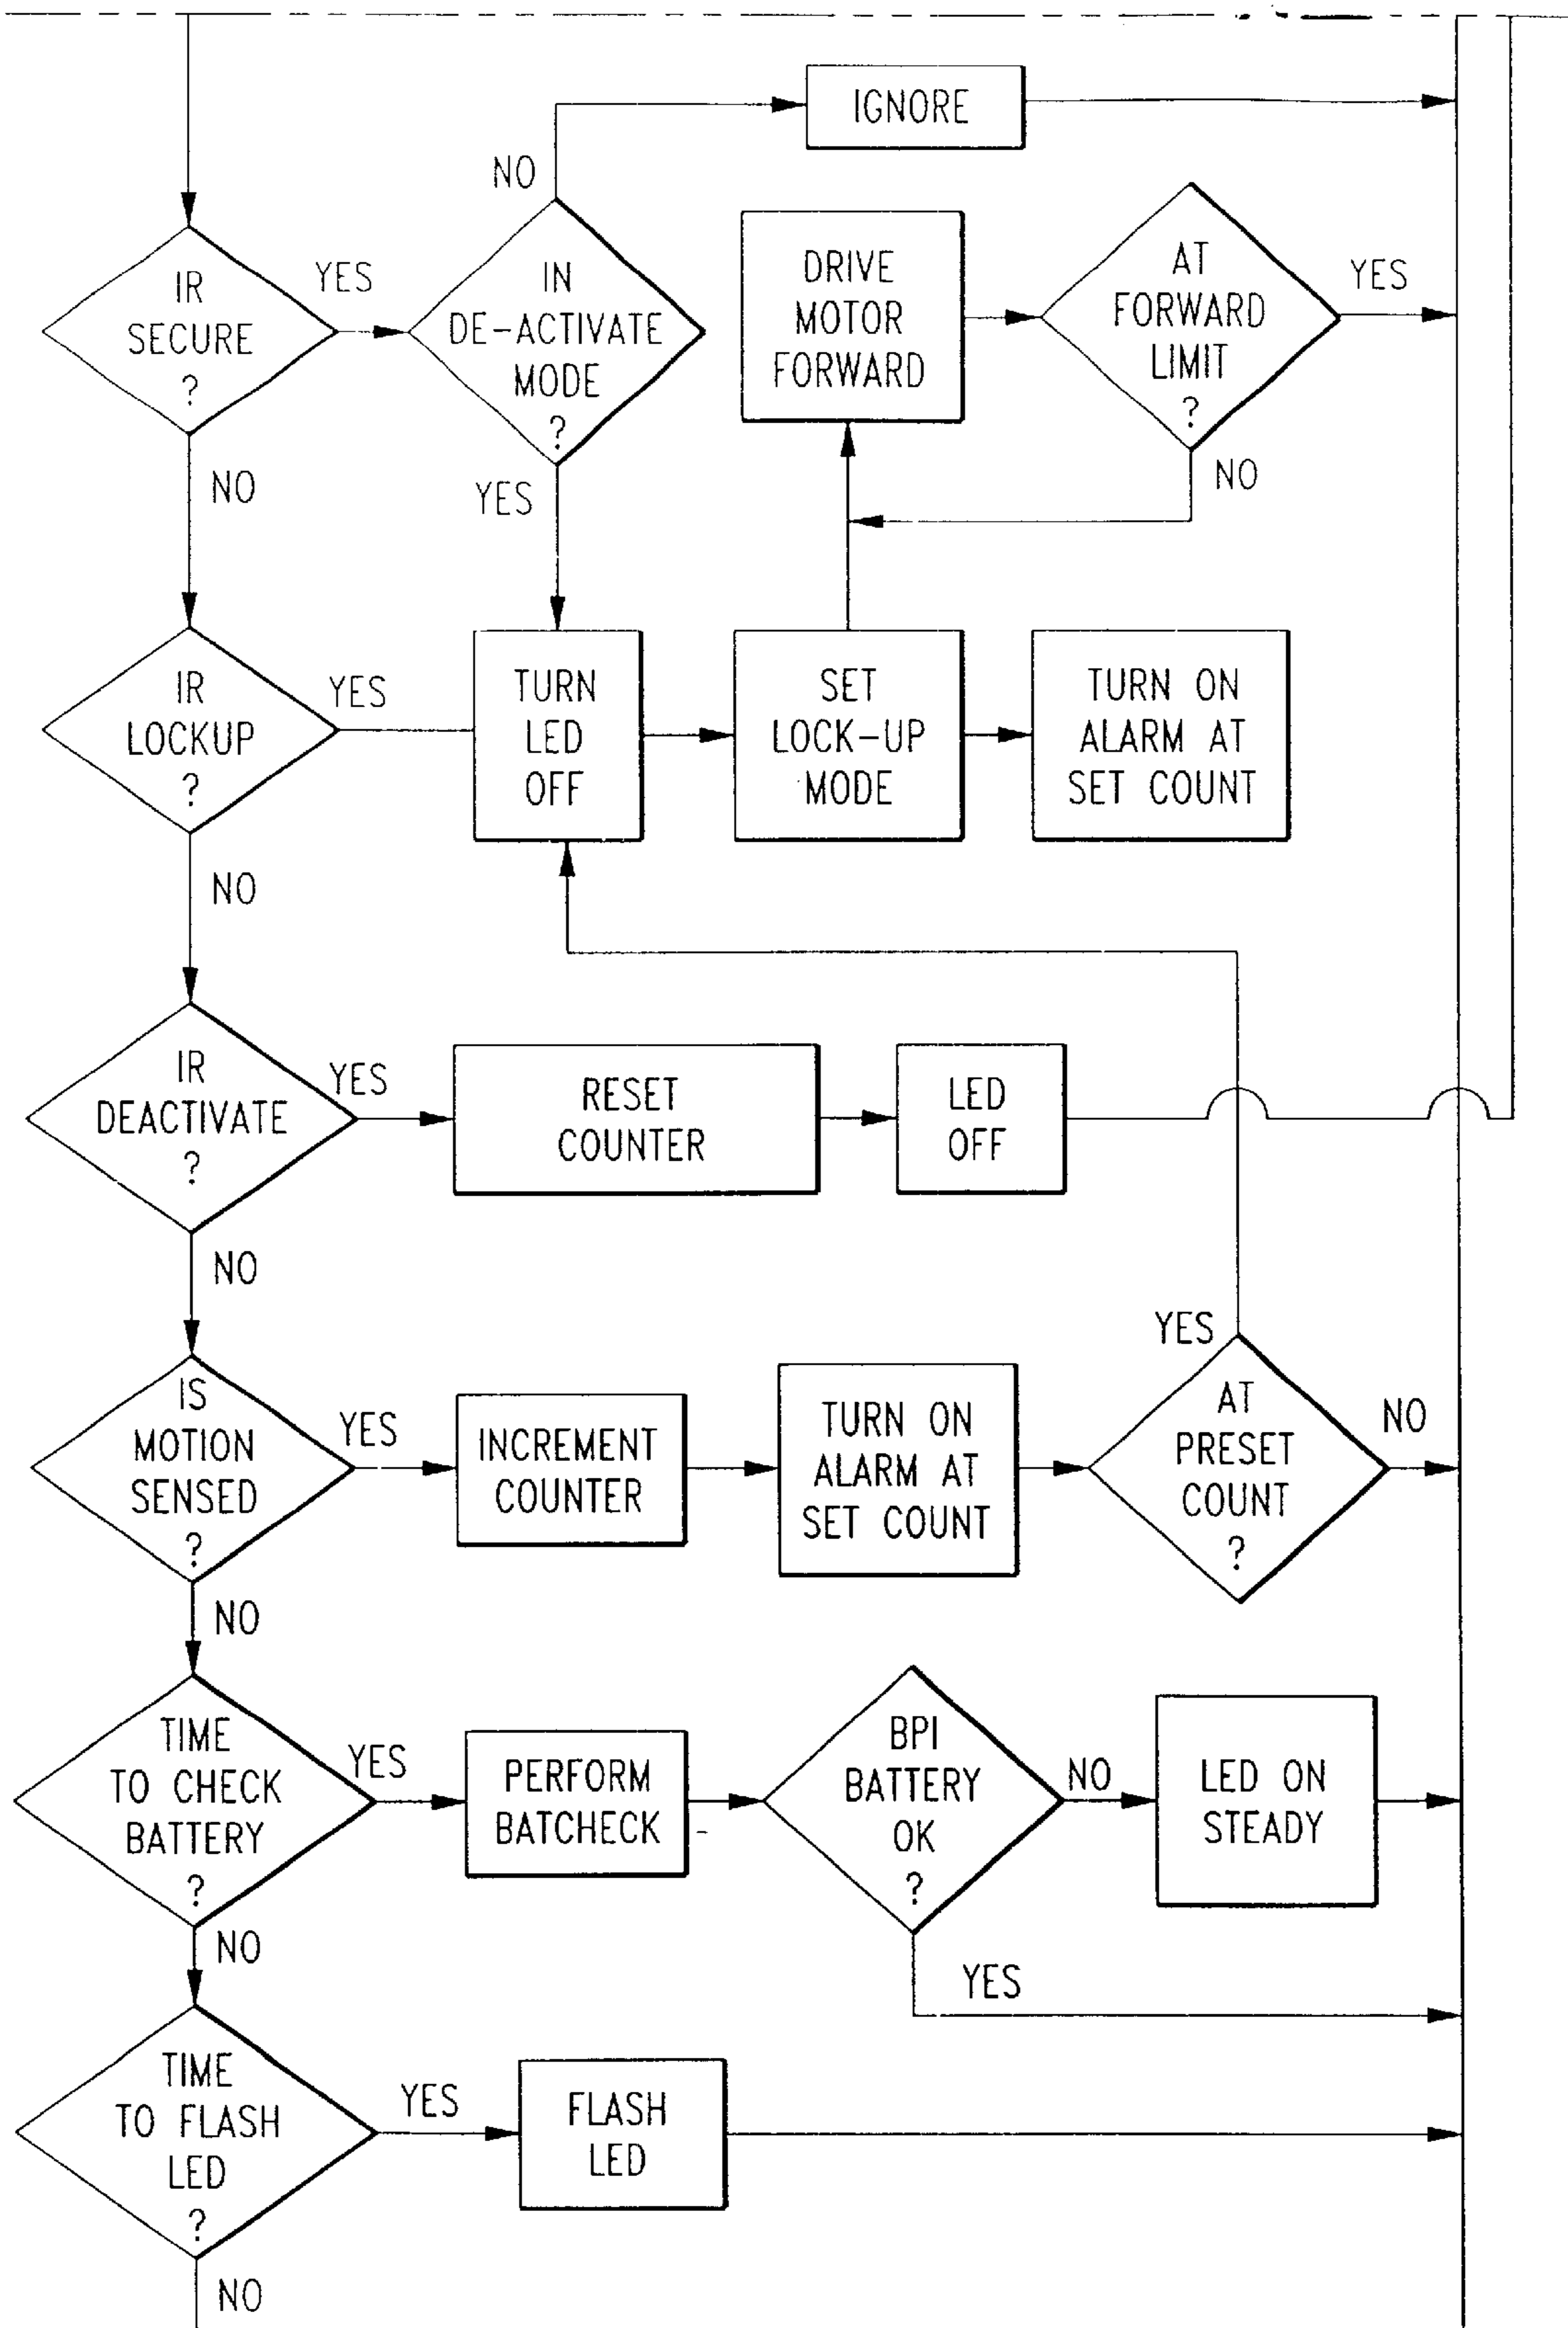 IGNORE
NO
IR
SECURE
?
YES
IN
DE-ACTIVATE
MODE
?
DRIVE
MOTOR
FORWARD
AT
FORWARD
LIMIT
?
YES
NO
YES
NO
IR
LOCKUP
?
YES
TURN
LED
OFF
SET
LOCK-UP
MODE
TURN ON
ALARM AT
SET COUNT
NO
IR
DEACTIVATE
?
YES
RESET
COUNTER
LED
OFF
NO
IS
MOTION
SENSED
?
YES
INCREMENT
COUNTER
TURN ON
ALARM AT
SET COUNT
YES
AT
PRESET
COUNT
?
NO
NO
TIME
TO CHECK
BATTERY
?
YES
PERFORM
BATCHECK
BPI
BATTERY
OK
?
NO
LED ON
STEADY
YES
NO
TIME
TO FLASH
LED
?
YES
FLASH
LED
NO